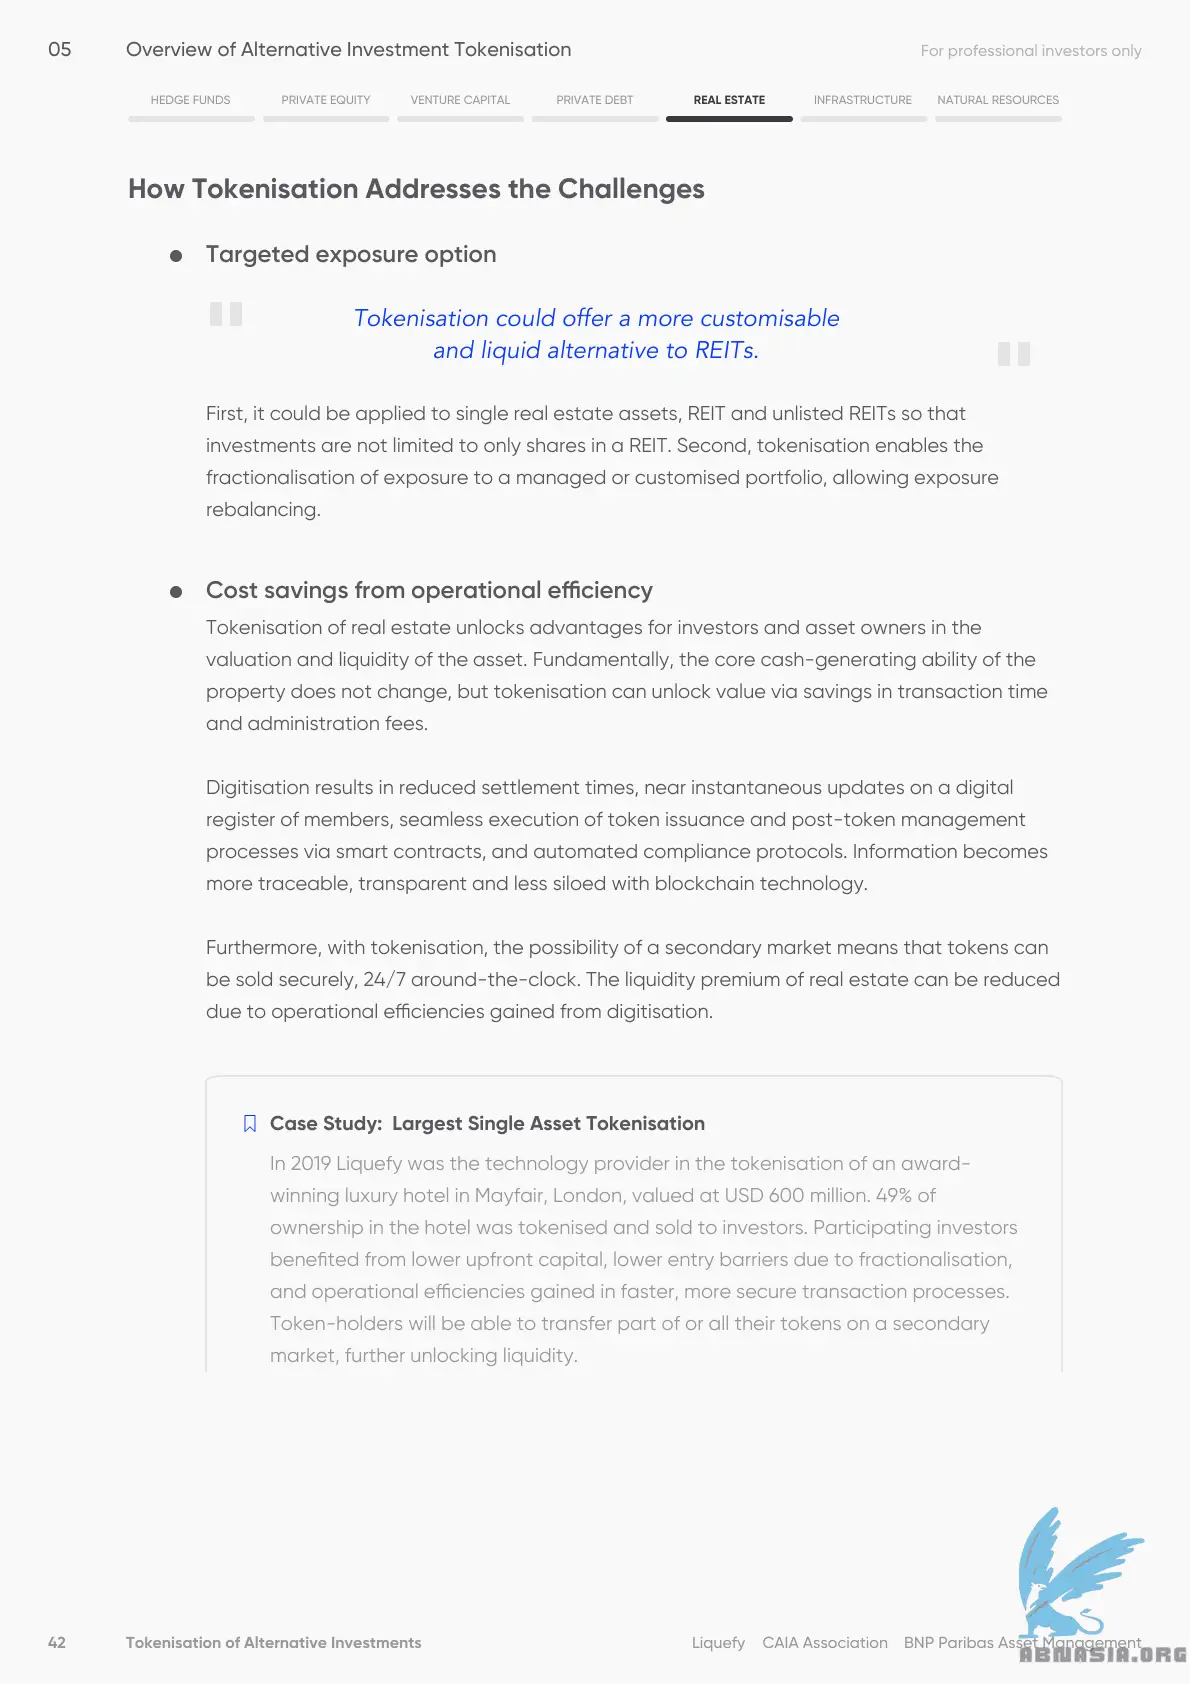 05 Overview of Alternative Investment Tokenisation For professional investors only
HEDGE FUNDS PRIVATE EQUITY VENTURE CAPITAL PRIVATE DEBT REAL ESTATE INFRASTRUCTURE NATURAL RESOURCES
How Tokenisation Addresses the Challenges
● Targeted exposure option
" Tokenisation could offer a more customisable
and liquid alternative to REITs. "
First, it could be applied to single real estate assets, REIT and unlisted REITs so that
investments are not limited to only shares in a REIT. Second, tokenisation enables the
fractionalisation of exposure to a managed or customised portfolio, allowing exposure
rebalancing.
● Cost savings from operational efficiency
Tokenisation of real estate unlocks advantages for investors and asset owners in the
valuation and liquidity of the asset. Fundamentally, the core cash-generating ability of the
property does not change, but tokenisation can unlock value via savings in transaction time
and administration fees.
Digitisation results in reduced settlement times, near instantaneous updates on a digital
register of members, seamless execution of token issuance and post-token management
processes via smart contracts, and automated compliance protocols. Information becomes
more traceable, transparent and less siloed with blockchain technology.
Furthermore, with tokenisation, the possibility of a secondary market means that tokens can
be sold securely, 24/7 around-the-clock. The liquidity premium of real estate can be reduced
due to operational efficiencies gained from digitisation.
Case Study: Largest Single Asset Tokenisation
In 2019 Liquefy was the technology provider in the tokenisation of an award-
winning luxury hotel in Mayfair, London, valued at USD 600 million. 49% of
ownership in the hotel was tokenised and sold to investors. Participating investors
benefited from lower upfront capital, lower entry barriers due to fractionalisation,
and operational efficiencies gained in faster, more secure transaction processes.
Token-holders will be able to transfer part of or all their tokens on a secondary
market, further unlocking liquidity.
42 Tokenisation of Alternative Investments Liquefy CAIA Association BNP Paribas Asset Management
ABNASIA.ORG